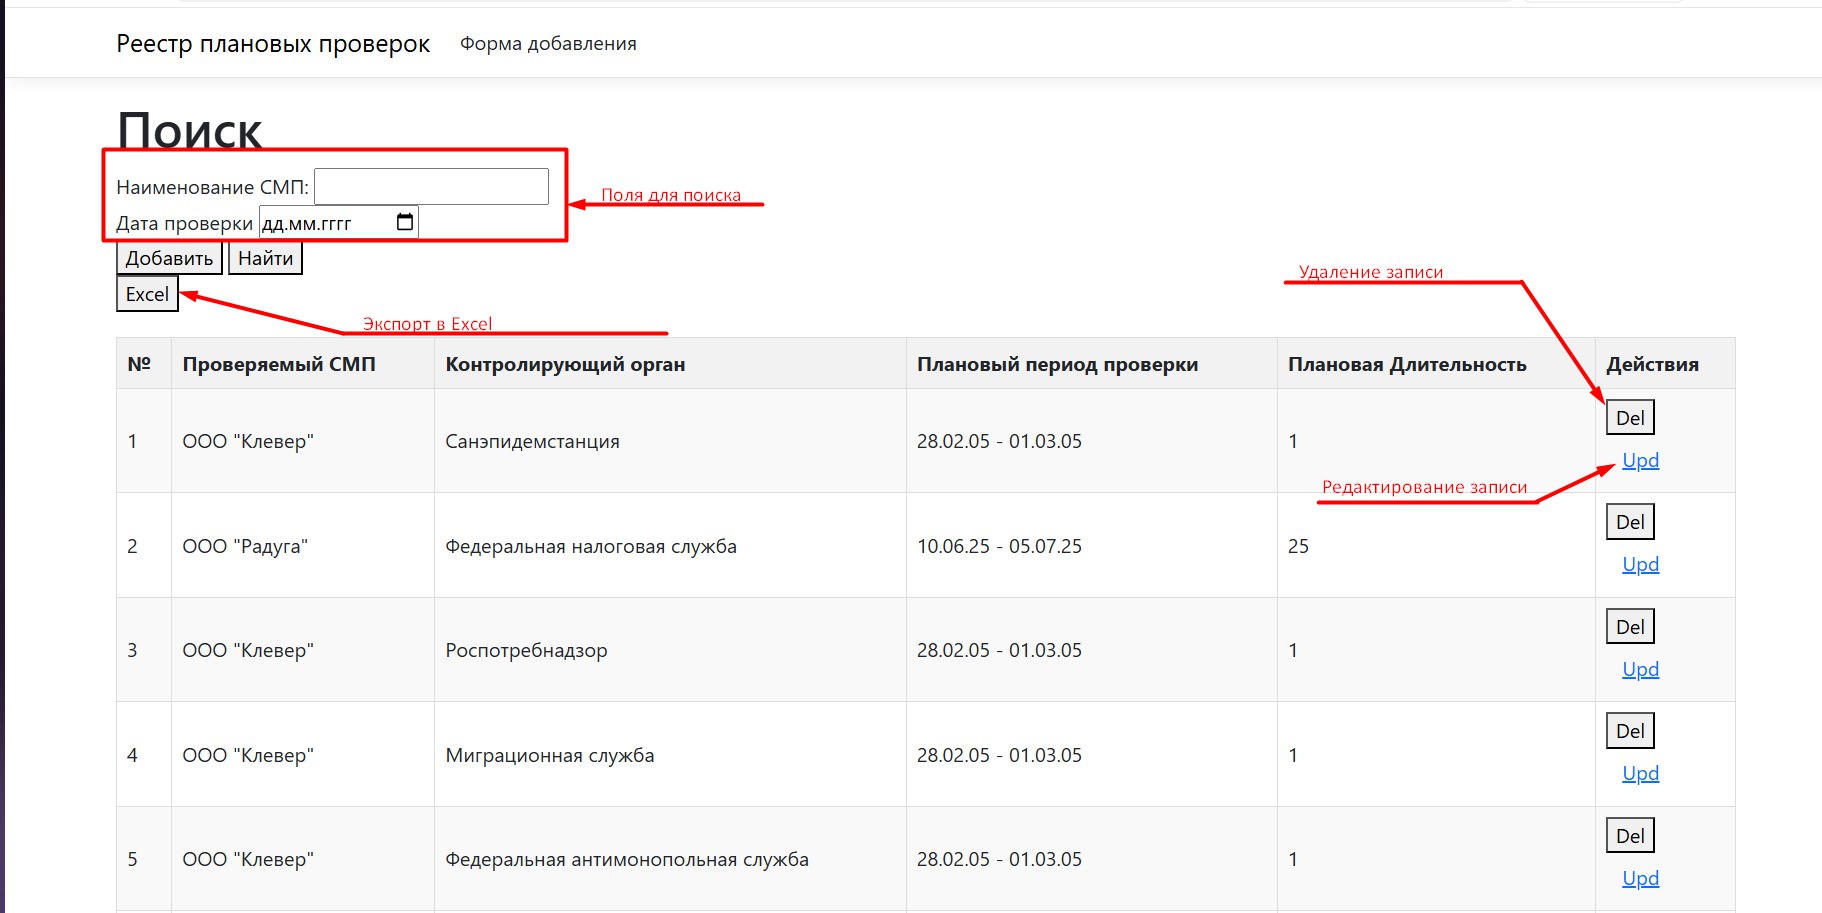 Реестр плановых проверок Форма добавления
Поиск
Наименование СМП:
Поля для поиска
Дата проверки дд.мм.гггг
Добавить Найти
Удаление записи
Excel
Экспорт в Excel
№ Проверяемый СМП Контролирующий орган Плановый период проверки Плановая Длительность Действия
1 ООО "Клевер" Санэпидемстанция 28.02.05 - 01.03.05 1 Del
Upd
Редактирование записи
2 ООО "Радуга" Федеральная налоговая служба 10.06.25 - 05.07.25 25 Del
Upd
3 ООО "Клевер" Роспотребнадзор 28.02.05 - 01.03.05 1 Del
Upd
4 ООО "Клевер" Миграционная служба 28.02.05 - 01.03.05 1 Del
Upd
5 ООО "Клевер" Федеральная антимонопольная служба 28.02.05 - 01.03.05 1 Del
Upd